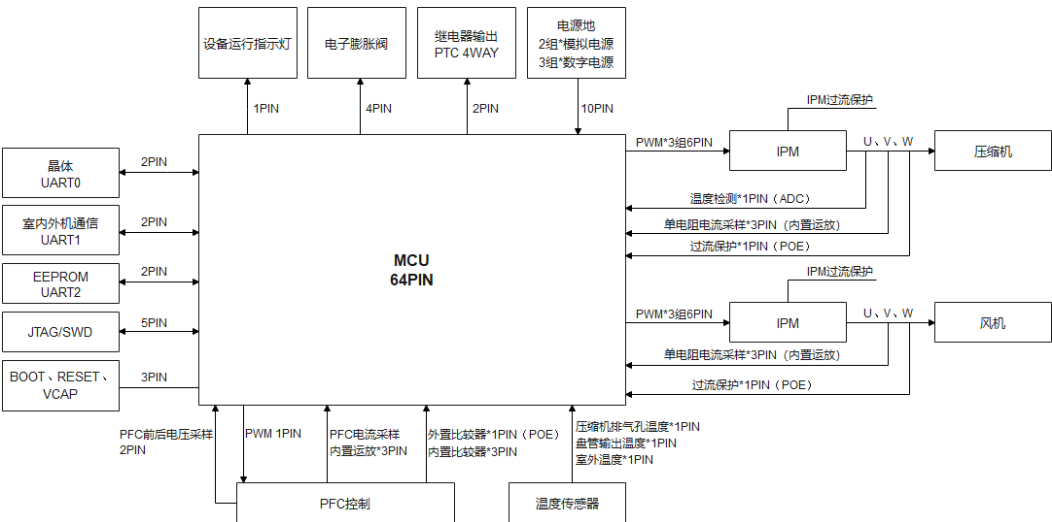 设备运行指示灯
电子膨胀阀
继电器输出
PTC 4WAY
电源地
2组*模拟电源
3组*数字电源
1PIN
4PIN
2PIN
10PIN
IPM过流保护
PWM*3组6PIN
IPM
U、V、W
压缩机
晶体
UART0
2PIN
温度检测*1PIN（ADC）
室内外机通信
UART1
2PIN
单电阻电流采样*3PIN（内置运放）
过流保护*1PIN（POE）
MCU
64PIN
EEPROM
UART2
2PIN
IPM过流保护
JTAG/SWD
5PIN
PWM*3组6PIN
IPM
U、V、W
风机
单电阻电流采样*3PIN（内置运放）
BOOT、RESET、
VCAP
3PIN
过流保护*1PIN（POE）
PFC前后电压采样
2PIN
PWM 1PIN
PFC电流采样
内置运放*3PIN
外置比较器*1PIN（POE）
内置比较器*3PIN
压缩机排气孔温度*1PIN
盘管输出温度*1PIN
室外温度*1PIN
PFC控制
温度传感器